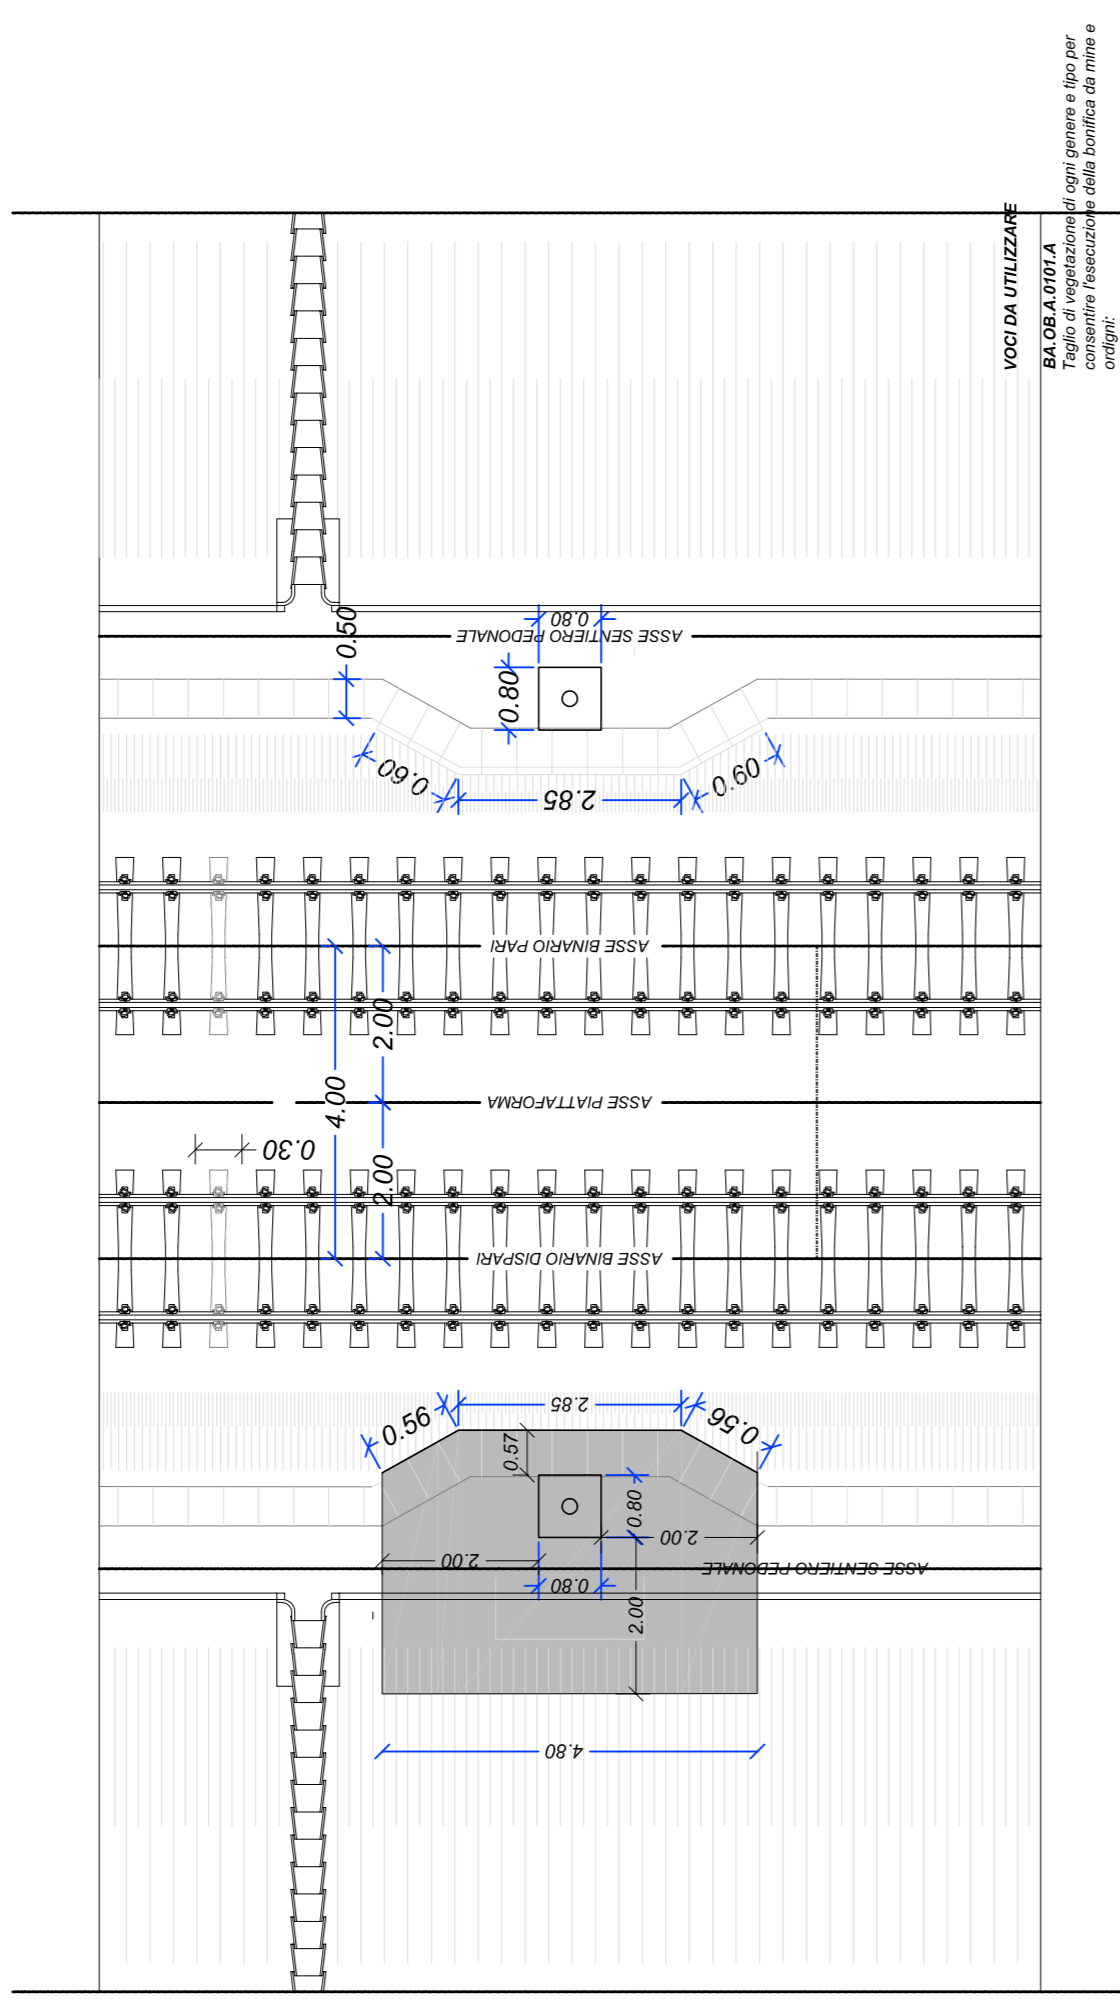 VOCI DA UTILIZZARE
BA.OB.A.0101.A
Taglio di vegetazione di ogni genere e tipo per
consentire l'esecuzione della bonifica da mine e
ordigni:
0.80
ASSE SENTIERO PEDONALE
0.50
0.80
0.60
2.85
0.60
ASSE BINARIO PARI
2.00
4.00
ASSE PIATTAFORMA
0.30
2.00
ASSE BINARIO DISPARI
0.56
2.85
0.56
0.57
0.80
2.00
2.00
ASSE SENTIERO PEDONALE
0.80
2.00
4.80